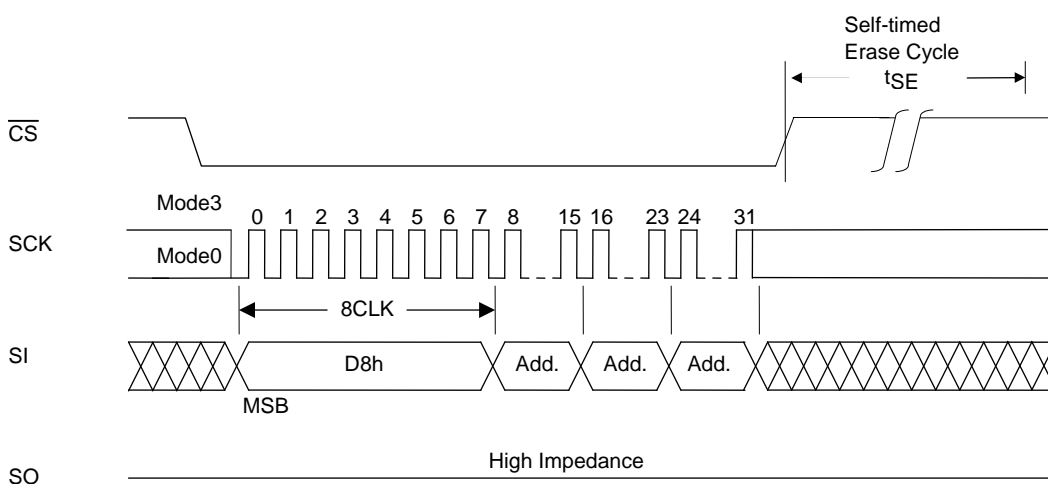 Self-timed
Erase Cycle
tSE
CS
Mode3
0 1 2 3 4 5 6 7 8 15 16 23 24 31
SCK
Mode0
8CLK
SI
D8h Add. Add. Add.
MSB
High Impedance
SO